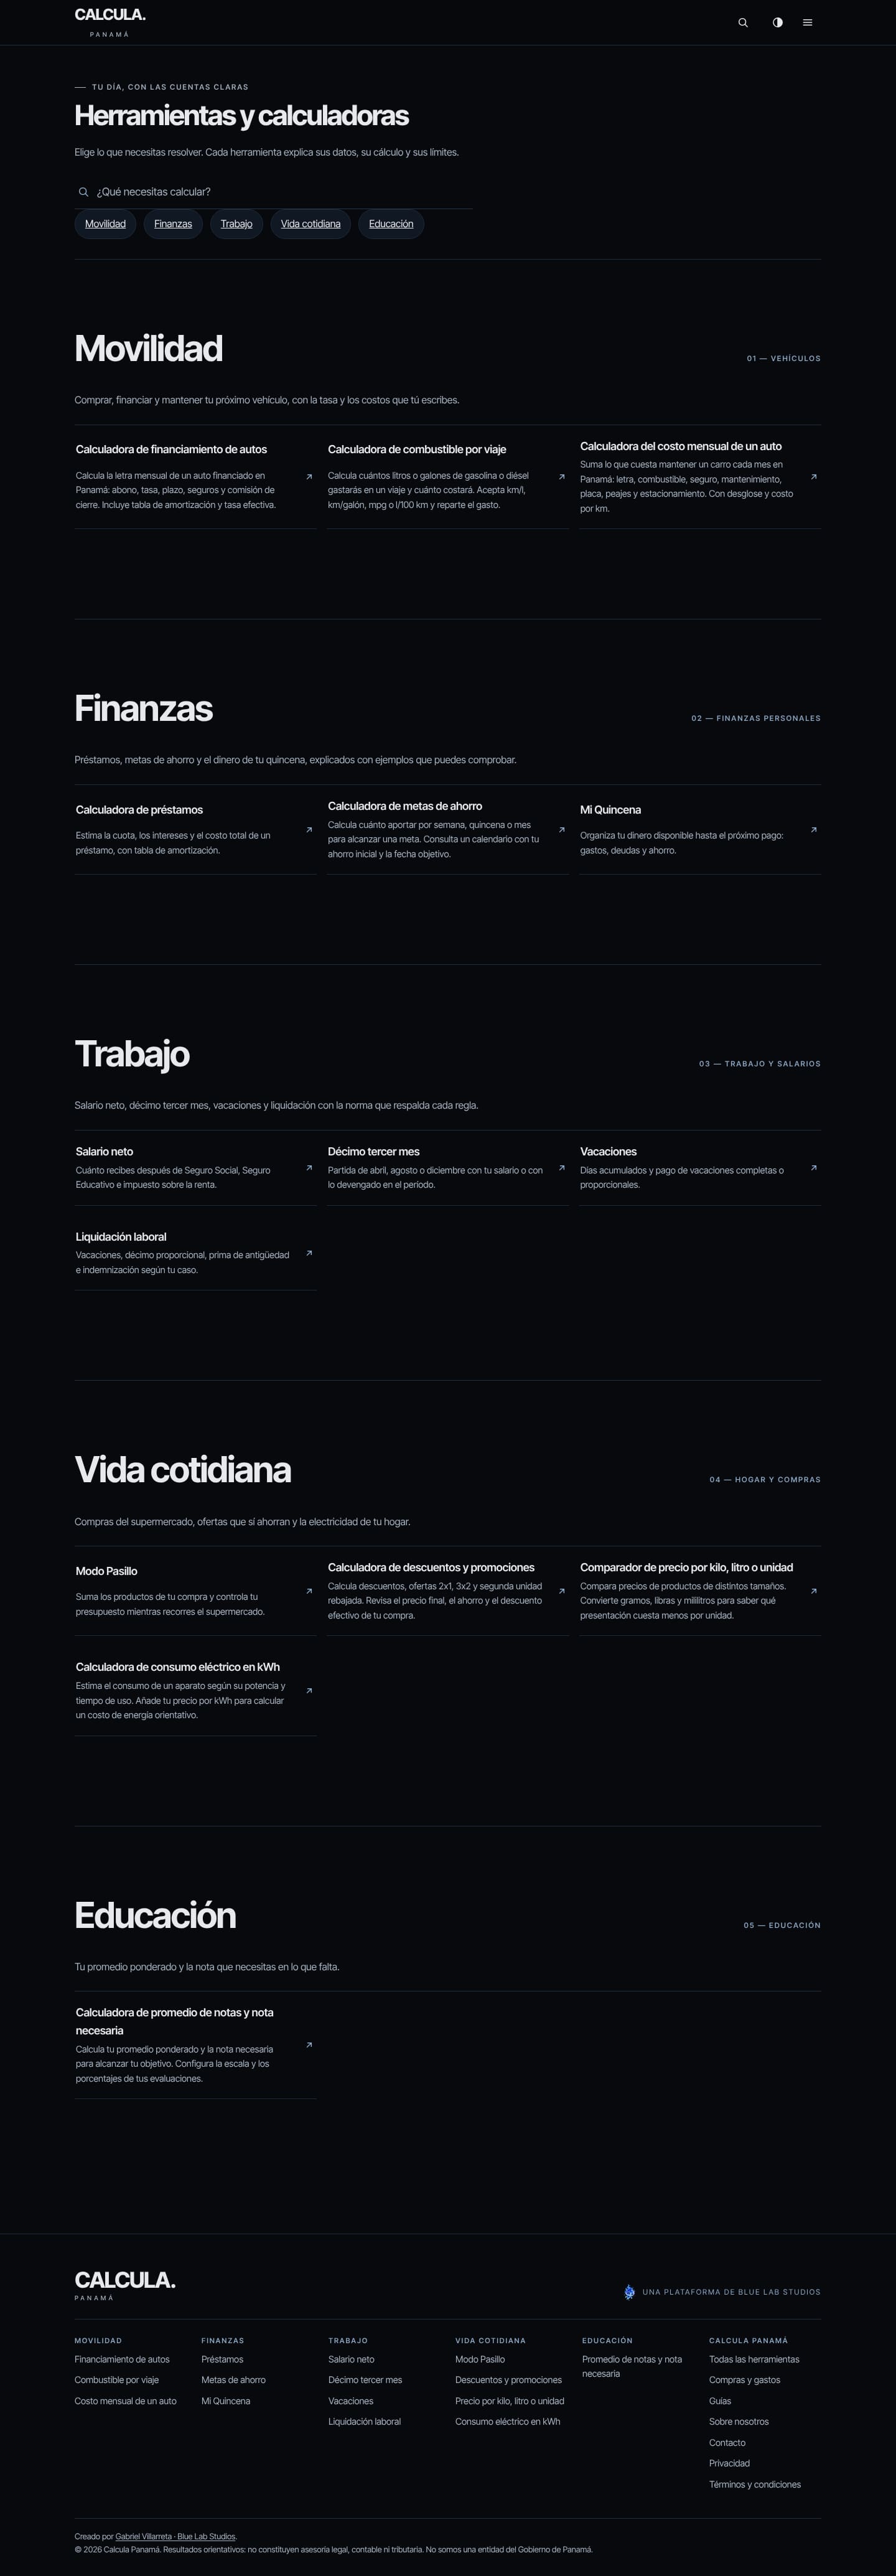 CALCULA.
PANAMÁ
TU DÍA, CON LAS CUENTAS CLARAS
Herramientas y calculadoras
Elige lo que necesitas resolver. Cada herramienta explica sus datos, su cálculo y sus límites.
¿Qué necesitas calcular?
Movilidad
Finanzas
Trabajo
Vida cotidiana
Educación
Movilidad
01 — VEHÍCULOS
Comprar, financiar y mantener tu próximo vehículo, con la tasa y los costos que tú escribes.
Calculadora de financiamiento de autos
Calcula la letra mensual de un auto financiado en
Panamá: abono, tasa, plazo, seguros y comisión de
cierre. Incluye tabla de amortización y tasa efectiva.
Calculadora de combustible por viaje
Calcula cuántos litros o galones de gasolina o diésel
gastarás en un viaje y cuánto costará. Acepta km/l,
km/galón, mpg o l/100 km y reparte el gasto.
Calculadora del costo mensual de un auto
Suma lo que cuesta mantener un carro cada mes en
Panamá: letra, combustible, seguro, mantenimiento,
placa, peajes y estacionamiento. Con desglose y costo
por km.
Finanzas
02 — FINANZAS PERSONALES
Préstamos, metas de ahorro y el dinero de tu quincena, explicados con ejemplos que puedes comprobar.
Calculadora de préstamos
Estima la cuota, los intereses y el costo total de un
préstamo, con tabla de amortización.
Calculadora de metas de ahorro
Calcula cuánto aportar por semana, quincena o mes
para alcanzar una meta. Consulta un calendario con tu
ahorro inicial y la fecha objetivo.
Mi Quincena
Organiza tu dinero disponible hasta el próximo pago:
gastos, deudas y ahorro.
Trabajo
03 — TRABAJO Y SALARIOS
Salario neto, décimo tercer mes, vacaciones y liquidación con la norma que respalda cada regla.
Salario neto
Cuánto recibes después de Seguro Social, Seguro
Educativo e impuesto sobre la renta.
Décimo tercer mes
Partida de abril, agosto o diciembre con tu salario o con
lo devengado en el período.
Vacaciones
Días acumulados y pago de vacaciones completas o
proporcionales.
Liquidación laboral
Vacaciones, décimo proporcional, prima de antigüedad
e indemnización según tu caso.
Vida cotidiana
04 — HOGAR Y COMPRAS
Compras del supermercado, ofertas que sí ahorran y la electricidad de tu hogar.
Modo Pasillo
Suma los productos de tu compra y controla tu
presupuesto mientras recorres el supermercado.
Calculadora de descuentos y promociones
Calcula descuentos, ofertas 2x1, 3x2 y segunda unidad
rebajada. Revisa el precio final, el ahorro y el descuento
efectivo de tu compra.
Comparador de precio por kilo, litro o unidad
Compara precios de productos de distintos tamaños.
Convierte gramos, libras y mililitros para saber qué
presentación cuesta menos por unidad.
Calculadora de consumo eléctrico en kWh
Estima el consumo de un aparato según su potencia y
tiempo de uso. Añade tu precio por kWh para calcular
un costo de energía orientativo.
Educación
05 — EDUCACIÓN
Tu promedio ponderado y la nota que necesitas en lo que falta.
Calculadora de promedio de notas y nota
necesaria
Calcula tu promedio ponderado y la nota necesaria
para alcanzar tu objetivo. Configura la escala y los
porcentajes de tus evaluaciones.
CALCULA.
PANAMÁ
UNA PLATAFORMA DE BLUE LAB STUDIOS
MOVILIDAD
Financiamiento de autos
Combustible por viaje
Costo mensual de un auto
FINANZAS
Préstamos
Metas de ahorro
Mi Quincena
TRABAJO
Salario neto
Décimo tercer mes
Vacaciones
Liquidación laboral
VIDA COTIDIANA
Modo Pasillo
Descuentos y promociones
Precio por kilo, litro o unidad
Consumo eléctrico en kWh
EDUCACIÓN
Promedio de notas y nota
necesaria
CALCULA PANAMÁ
Todas las herramientas
Compras y gastos
Guías
Sobre nosotros
Contacto
Privacidad
Términos y condiciones
Creado por Gabriel Villarreta · Blue Lab Studios.
© 2026 Calcula Panamá. Resultados orientativos: no constituyen asesoría legal, contable ni tributaria. No somos una entidad del Gobierno de Panamá.